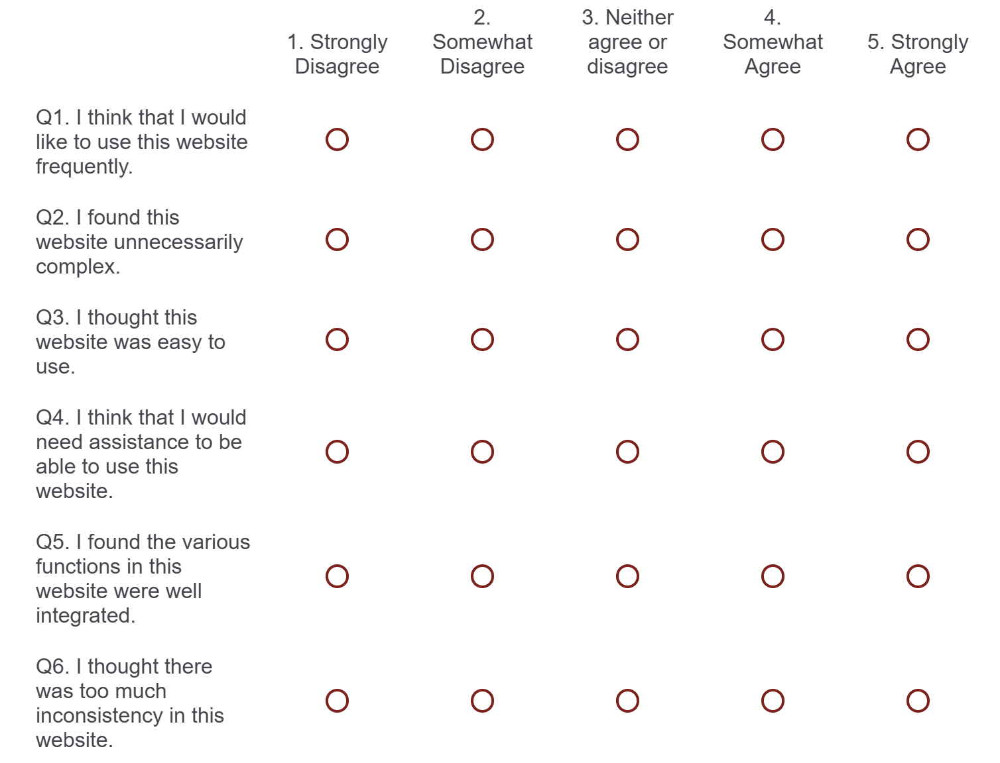 1. Strongly
Disagree
2.
Somewhat
Disagree
3. Neither
agree or
disagree
4.
Somewhat
Agree
5. Strongly
Agree
Q1. I think that I would
like to use this website
frequently.
Q2. I found this
website unnecessarily
complex.
Q3. I thought this
website was easy to
use.
Q4. I think that I would
need assistance to be
able to use this
website.
Q5. I found the various
functions in this
website were well
integrated.
Q6. I thought there
was too much
inconsistency in this
website.